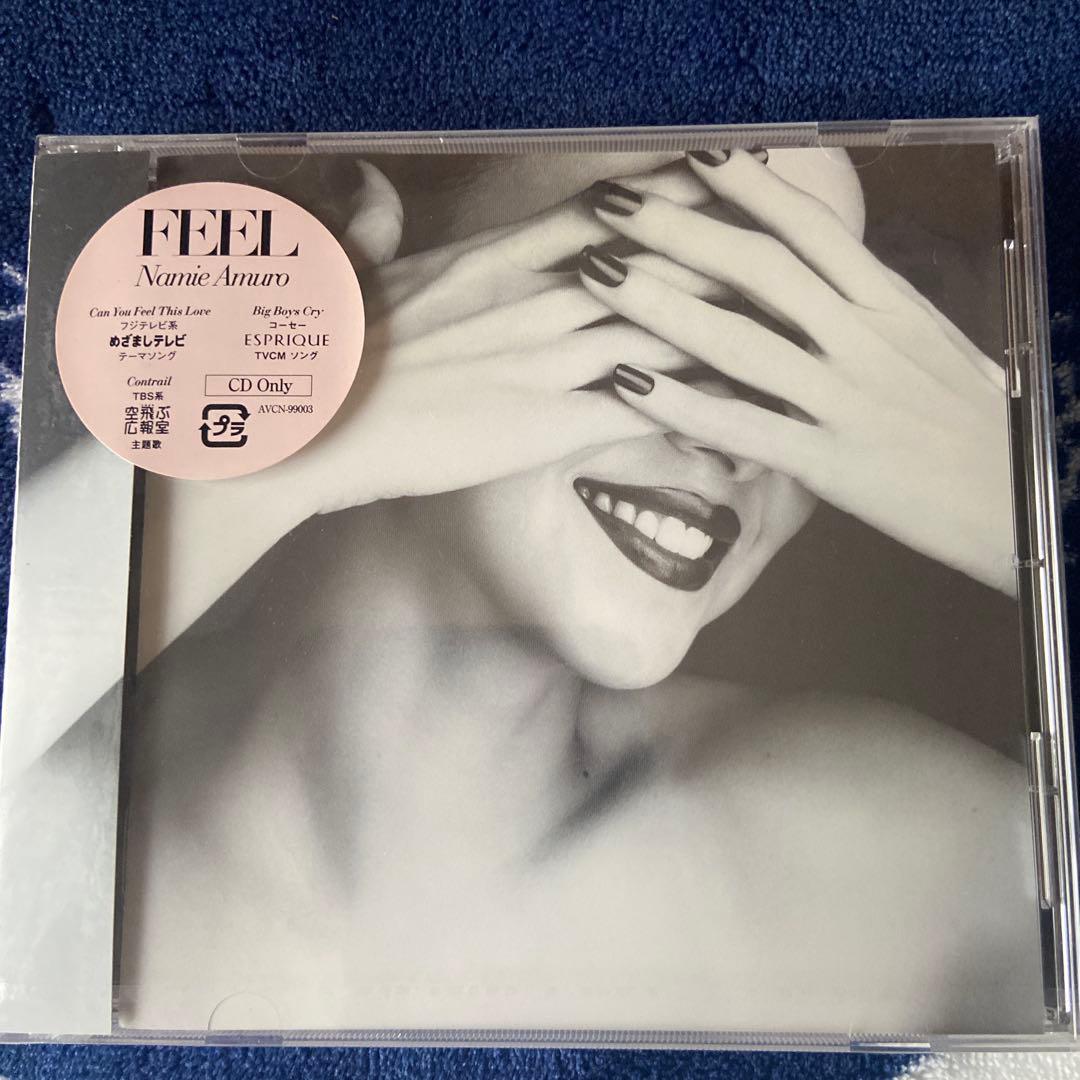 FEEL
Namie Amuro
Can You Feel This Love
フジテレビ系
めざましテレビ
テーマソング
Big Boys Cry
コーセー
ESPRIQUE
TVCM ソング
Contrail
TBS系
空飛ぶ
広報室
主題歌
CD Only
AVCN-99003
プラ